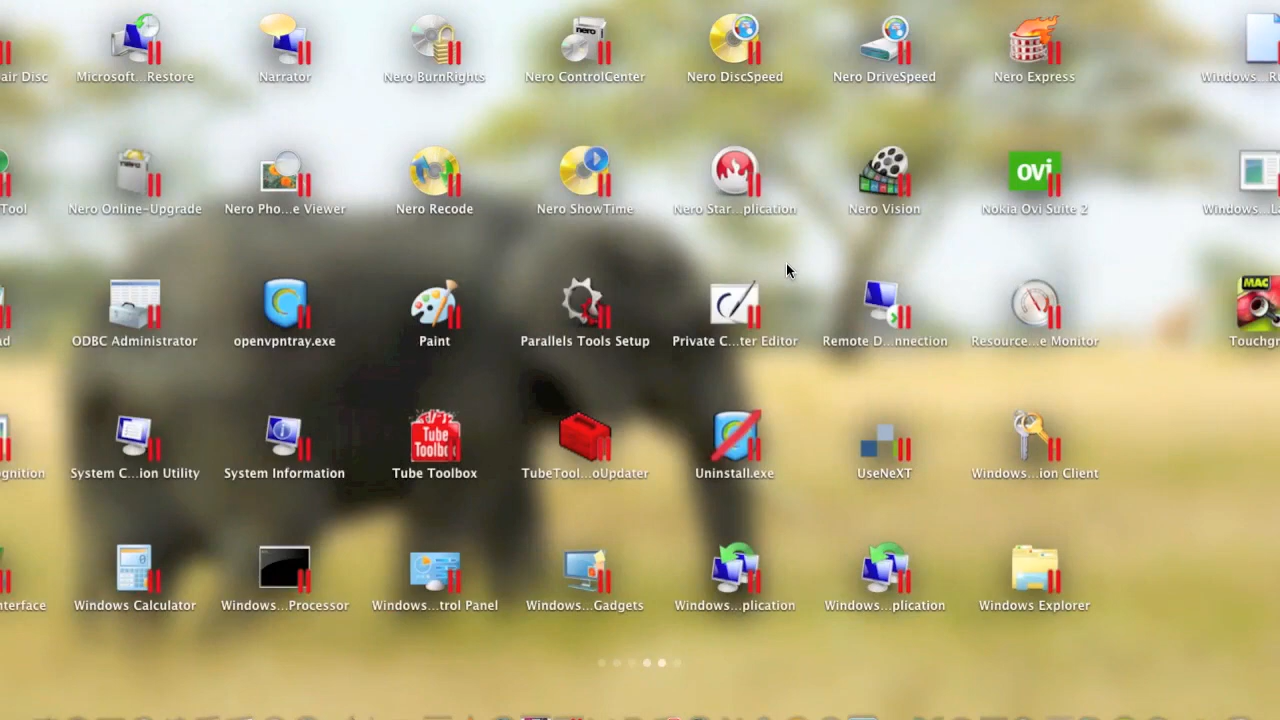 air Disc
Microsoft...Restore
Narrator
Nero BurnRights
nero
Nero ControlCenter
Nero DiscSpeed
Nero DriveSpeed
Nero Express
Windows...R
Tool
Nero Online-Upgrade
Nero Pho...e Viewer
Nero Recode
Nero ShowTime
Nero Star...plication
Nero Vision
ovi
Nokia Ovi Suite 2
Windows...L
ODBC Administrator
openvpntray.exe
Paint
Parallels Tools Setup
Private C...ter Editor
Remote D...nnection
Resource...e Monitor
MAC
Touchgr
gnition
System C...ion Utility
System Information
Tube
Toolbox
Tube Toolbox
TubeTool...oUpdater
Uninstall.exe
UseNeXT
Windows...ion Client
nterface
Windows Calculator
Windows...Processor
Windows...trol Panel
Windows...Gadgets
Windows...plication
Windows...plication
Windows Explorer